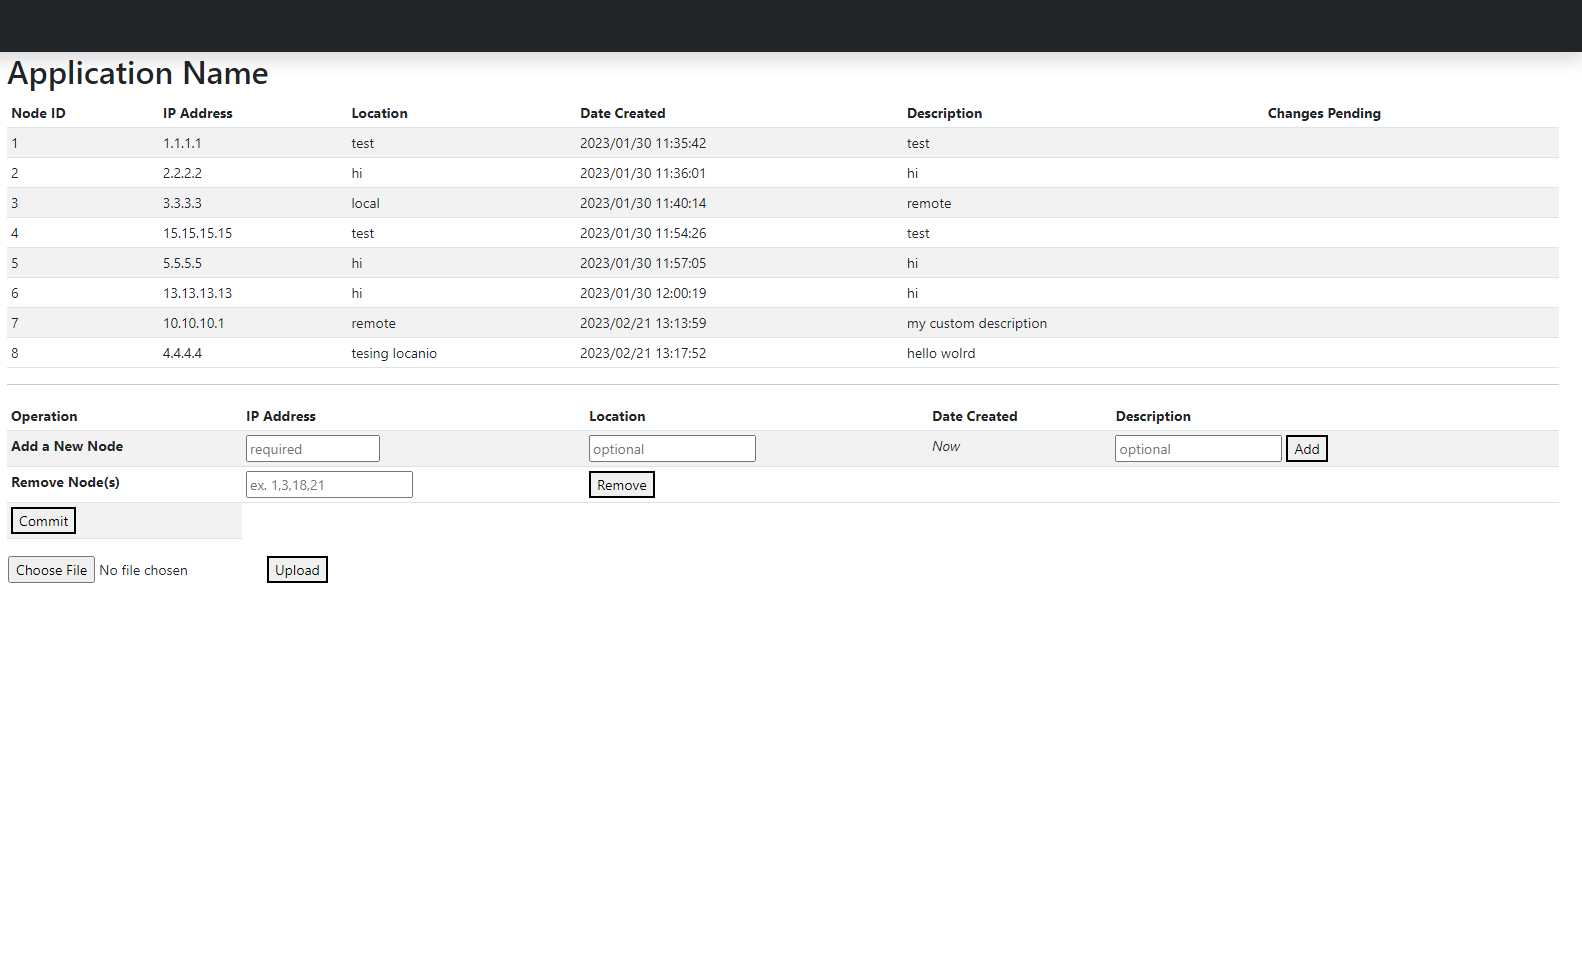 Application Name
Node ID IP Address Location Date Created Description Changes Pending
1 1.1.1.1 test 2023/01/30 11:35:42 test
2 2.2.2.2 hi 2023/01/30 11:36:01 hi
3 3.3.3.3 local 2023/01/30 11:40:14 remote
4 15.15.15.15 test 2023/01/30 11:54:26 test
5 5.5.5.5 hi 2023/01/30 11:57:05 hi
6 13.13.13.13 hi 2023/01/30 12:00:19 hi
7 10.10.10.1 remote 2023/02/21 13:13:59 my custom description
8 4.4.4.4 tesing locanio 2023/02/21 13:17:52 hello wolrd
Operation IP Address Location Date Created Description
Add a New Node required optional Now optional Add
Remove Node(s) ex. 1,3,18,21 Remove
Commit
Choose File No file chosen Upload